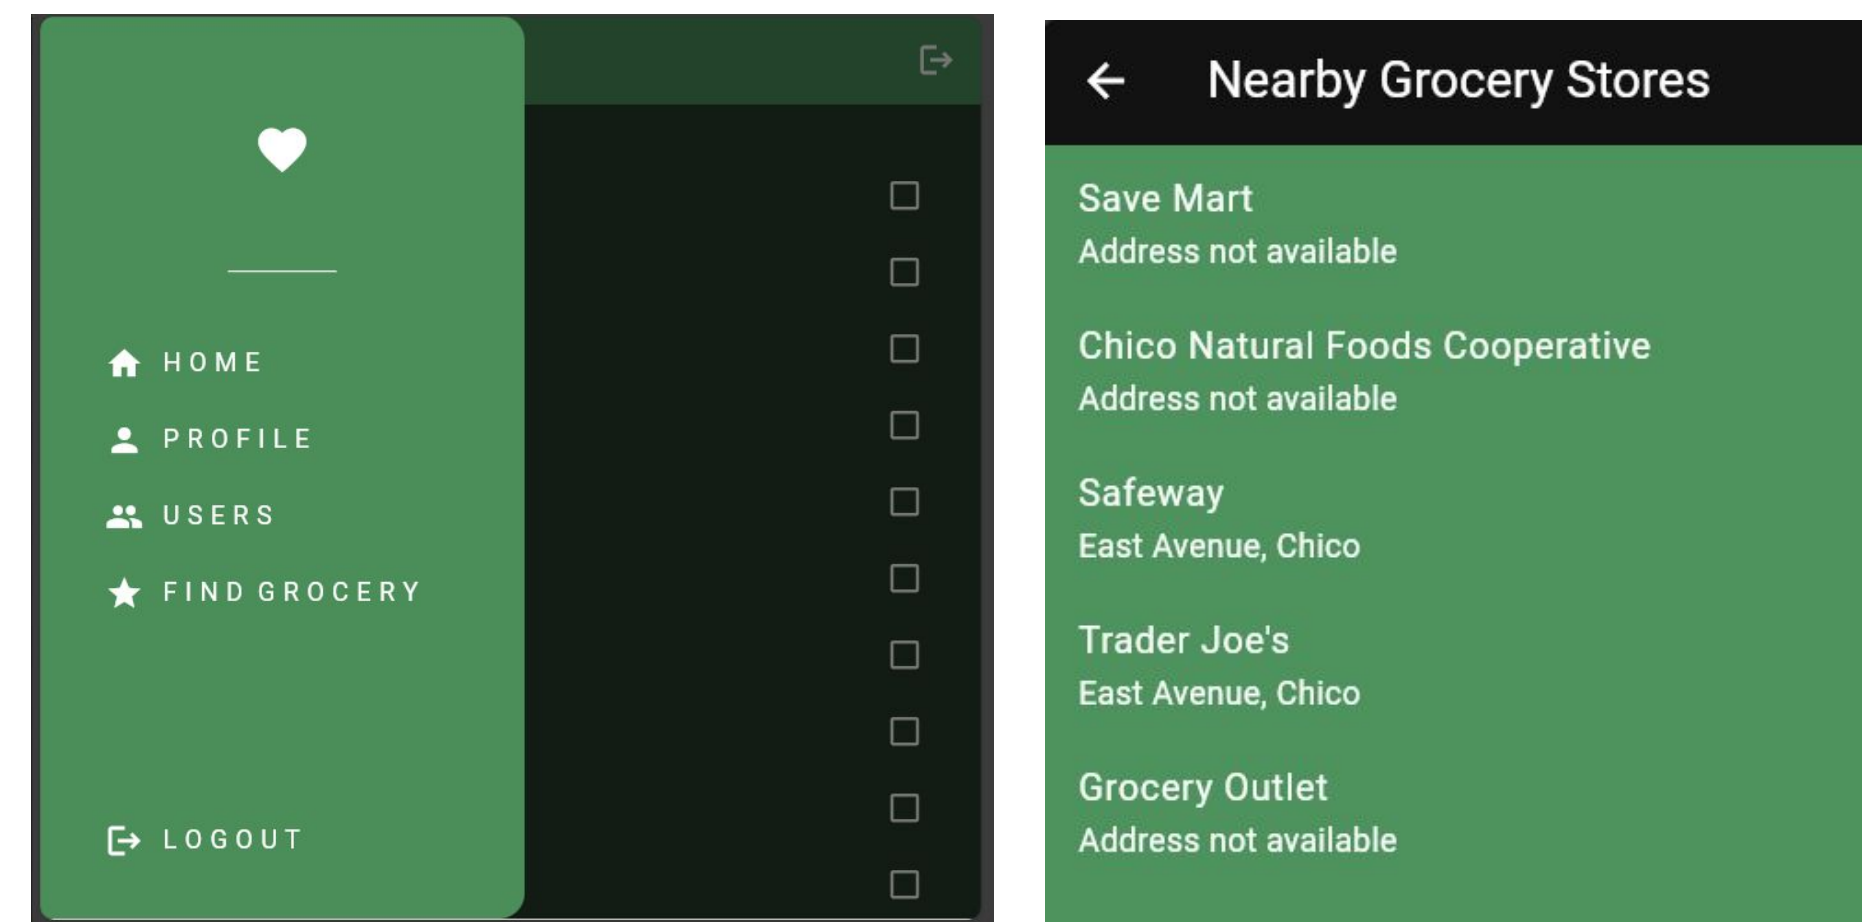 HOME
PROFILE
USERS
FIND GROCERY
LOGOUT
Nearby Grocery Stores
Save Mart
Address not available
Chico Natural Foods Cooperative
Address not available
Safeway
East Avenue, Chico
Trader Joe's
East Avenue, Chico
Grocery Outlet
Address not available